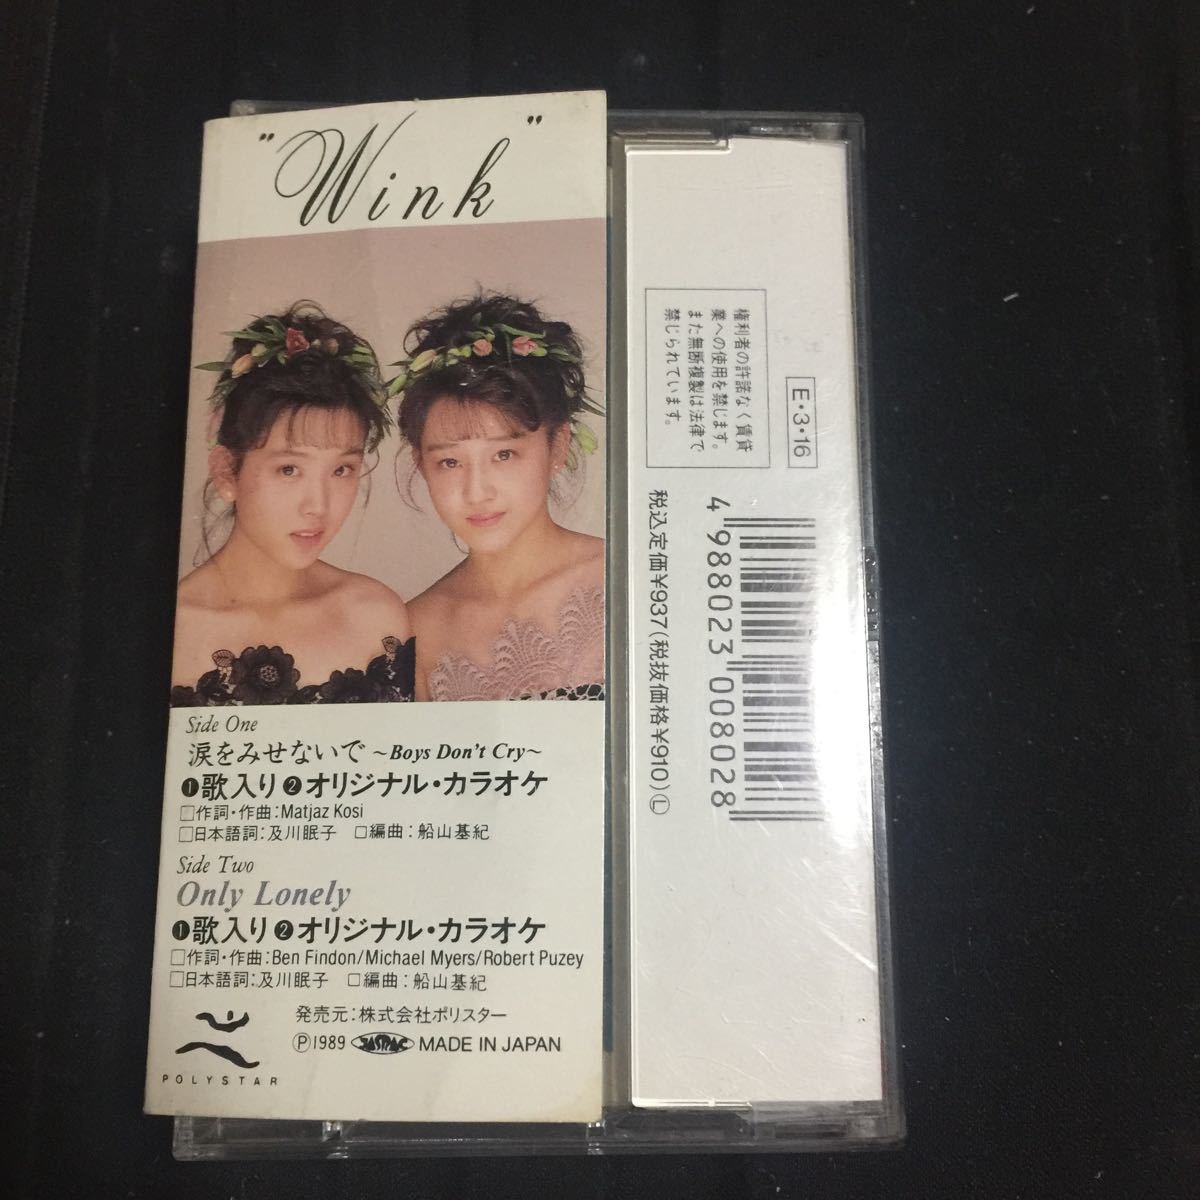 "Wink"
Side One
涙をみせないで 〜Boys Don't Cry〜
❶歌入り❷オリジナル・カラオケ
□作詞・作曲：Matjaz Kosi
□日本語詞：及川眠子 □編曲：船山基紀
Side Two
Only Lonely
❶歌入り❷オリジナル・カラオケ
□作詞・作曲：Ben Findon/Michael Myers/Robert Puzey
□日本語詞：及川眠子 □編曲：船山基紀
発売元：株式会社ポリスター
Ⓟ1989 JASRAC MADE IN JAPAN
POLYSTAR
E・3・16
権利者の許諾なく賃貸
業への使用を禁じます。
また無断複製は法律で
禁じられています。
4 988023 008028
税込定価¥937(税抜価格¥910)Ⓛ